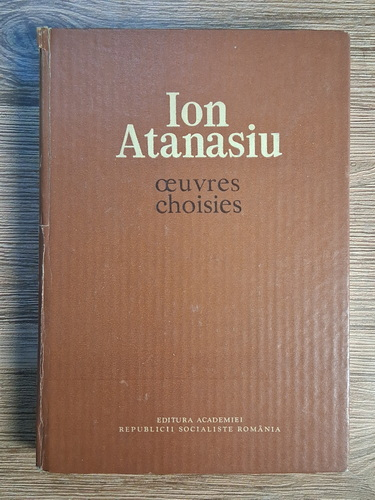 Ion
Atanasiu
œuvres
choisies
EDITURA ACADEMIEI
REPUBLICII SOCIALISTE ROMÂNIA